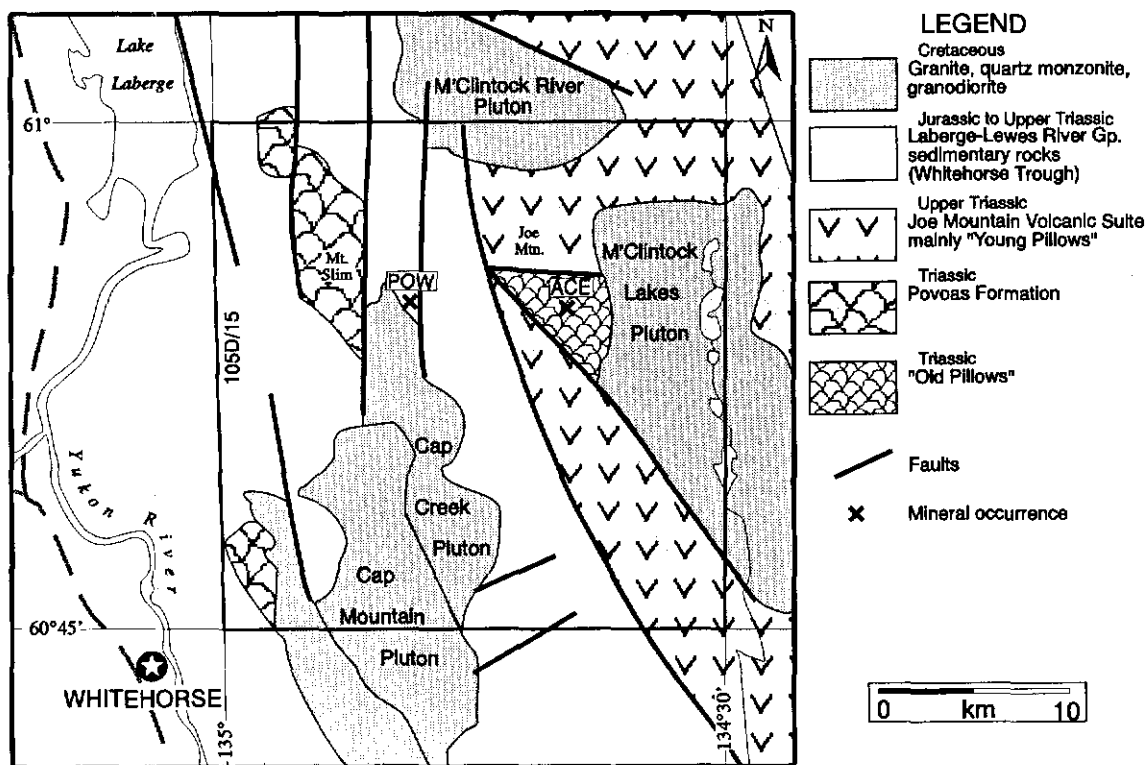 Lake
Laberge
61°
M'Clintock River
Pluton
N
Joe
Mtn.
Mt.
Slim
POW
ACE
M'Clintock
Lakes
Pluton
105D/15
Cap
Creek
Pluton
Yukon River
Cap
Mountain
Pluton
60°45'
WHITEHORSE
135°
134°30'
LEGEND
Cretaceous
Granite, quartz monzonite,
granodiorite
Jurassic to Upper Triassic
Laberge-Lewes River Gp.
sedimentary rocks
(Whitehorse Trough)
Upper Triassic
Joe Mountain Volcanic Suite
mainly "Young Pillows"
Triassic
Povoas Formation
Triassic
"Old Pillows"
Faults
Mineral occurrence
0 km 10